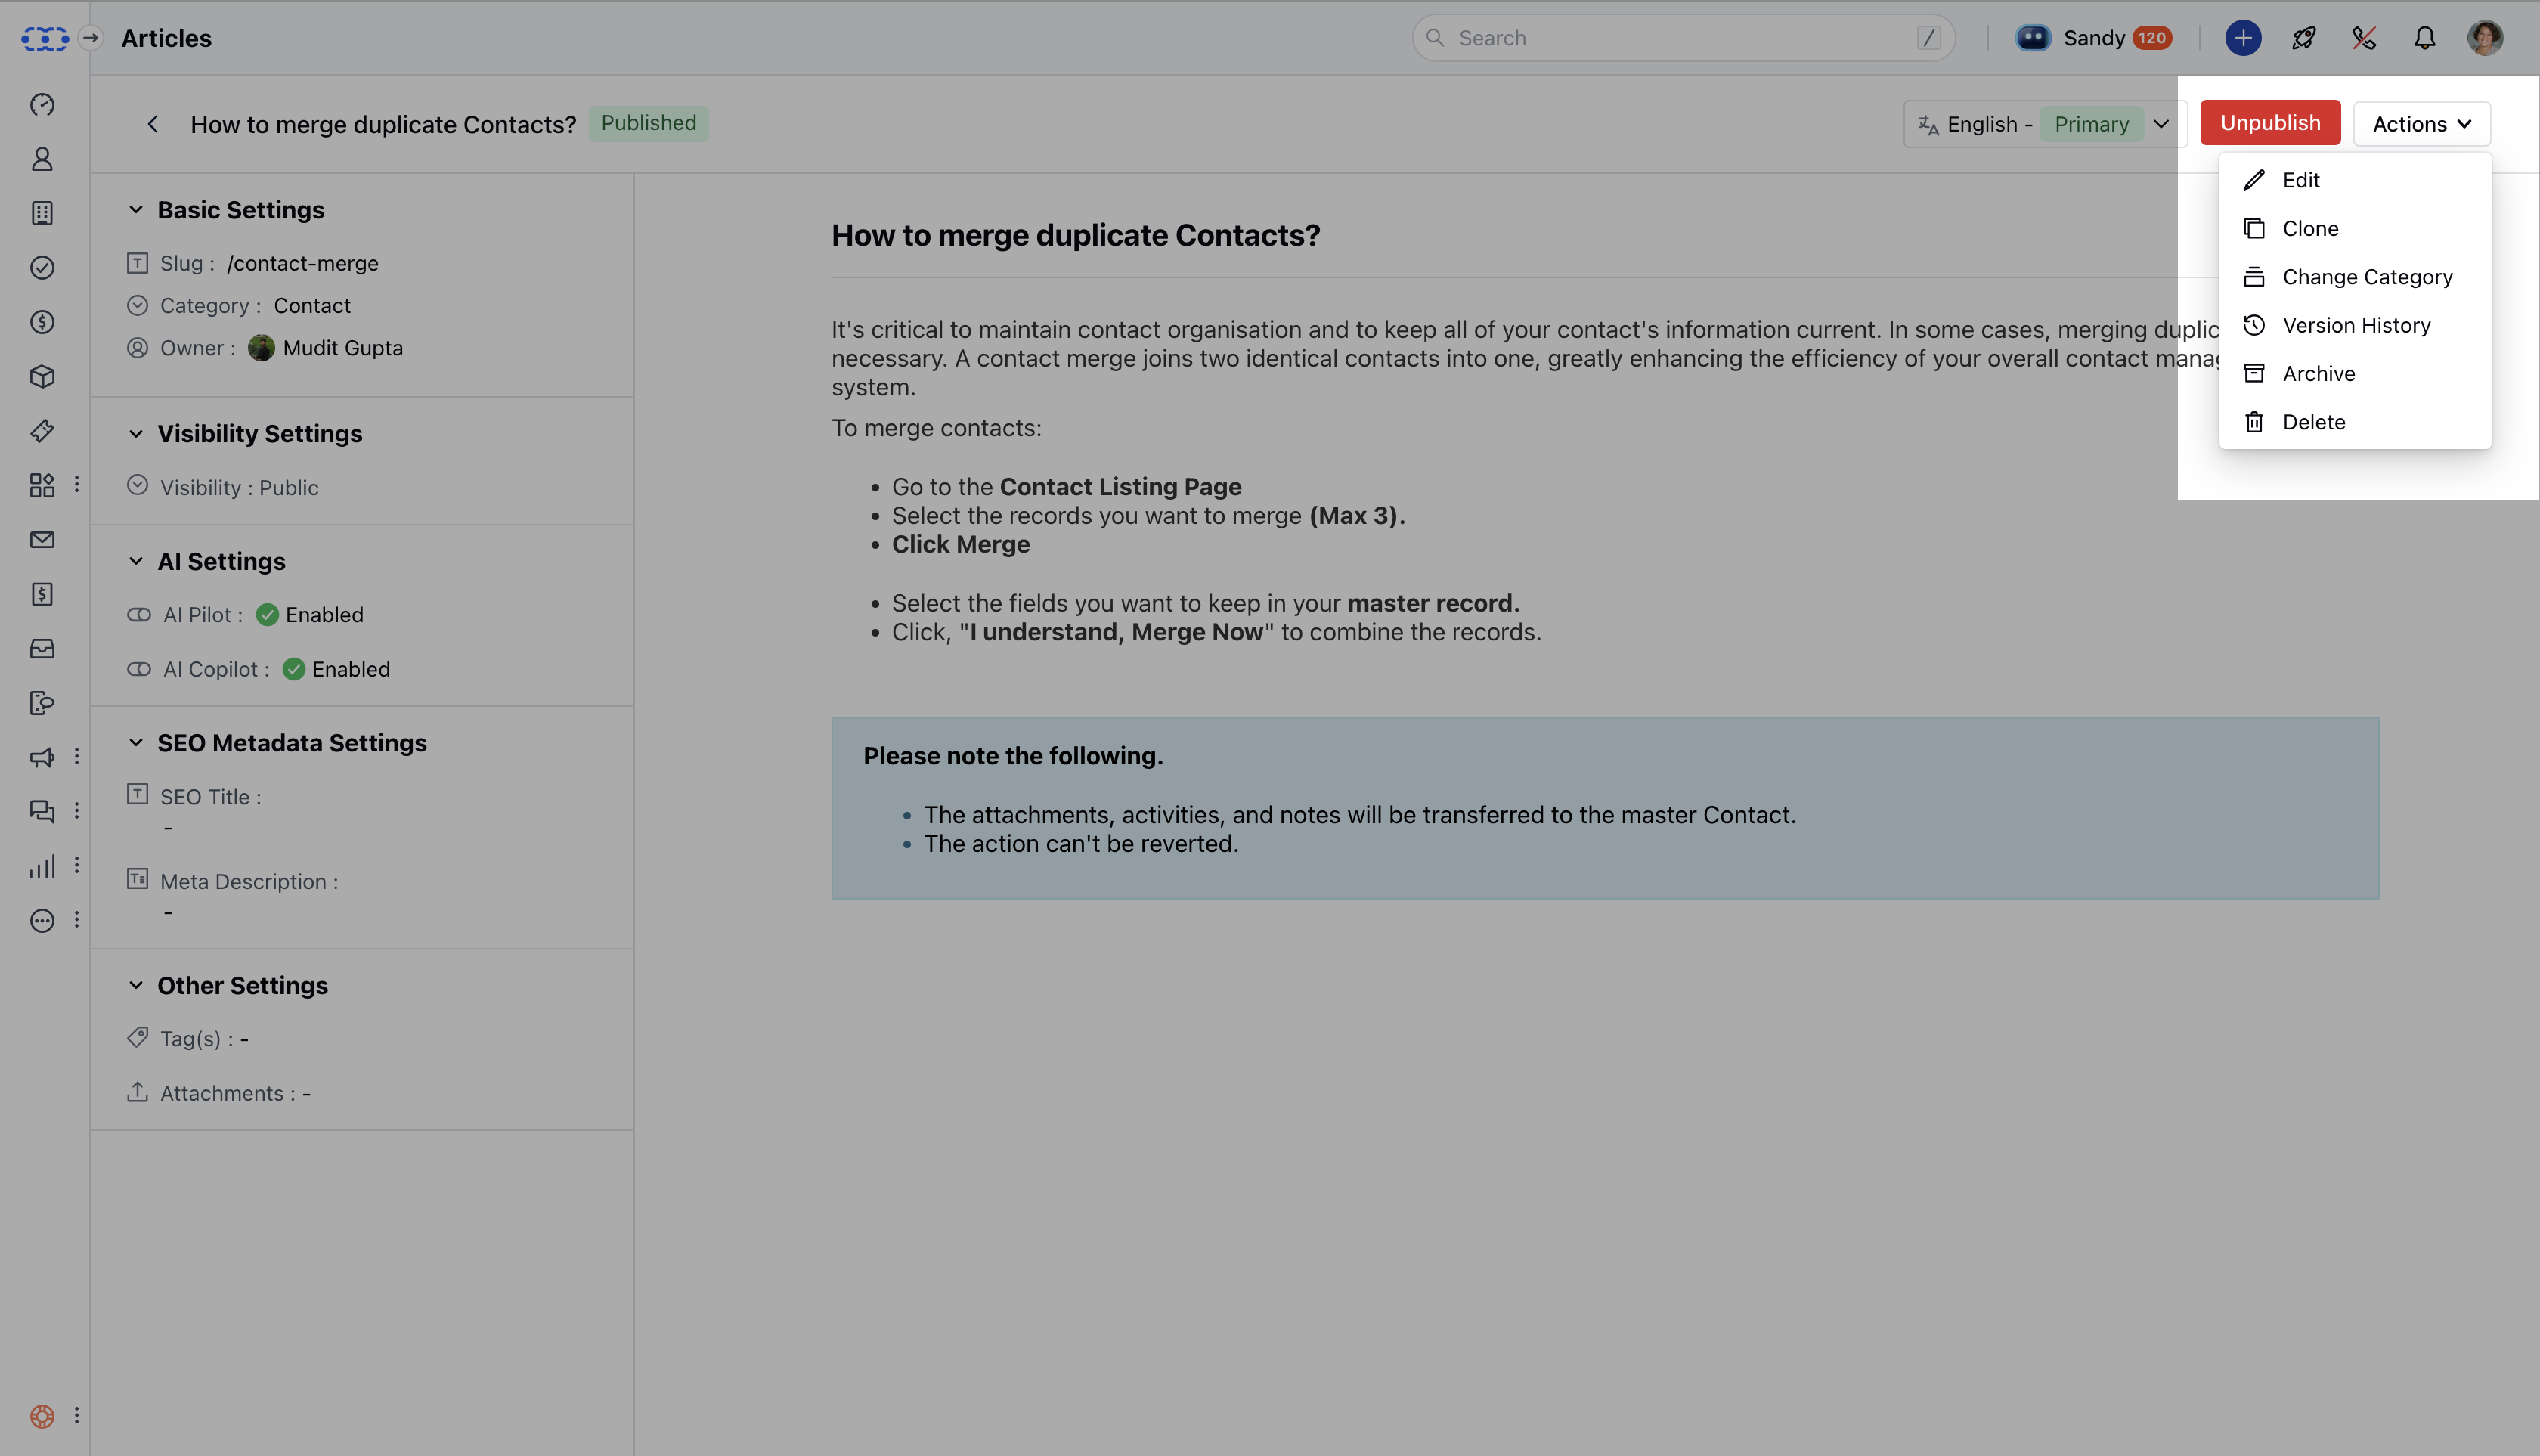 Articles
Search
/
Sandy 120
How to merge duplicate Contacts? Published
English - Primary
Unpublish
Actions
Edit
Clone
Change Category
Version History
Archive
Delete
Basic Settings
Slug : /contact-merge
Category : Contact
Owner : Mudit Gupta
Visibility Settings
Visibility : Public
AI Settings
AI Pilot : Enabled
AI Copilot : Enabled
SEO Metadata Settings
SEO Title :
-
Meta Description :
-
Other Settings
Tag(s) : -
Attachments : -
How to merge duplicate Contacts?
It's critical to maintain contact organisation and to keep all of your contact's information current. In some cases, merging
necessary. A contact merge joins two identical contacts into one, greatly enhancing the efficiency of your overall contact
system.
To merge contacts:
• Go to the Contact Listing Page
• Select the records you want to merge (Max 3).
• Click Merge
• Select the fields you want to keep in your master record.
• Click, "I understand, Merge Now" to combine the records.
Please note the following.
• The attachments, activities, and notes will be transferred to the master Contact.
• The action can't be reverted.